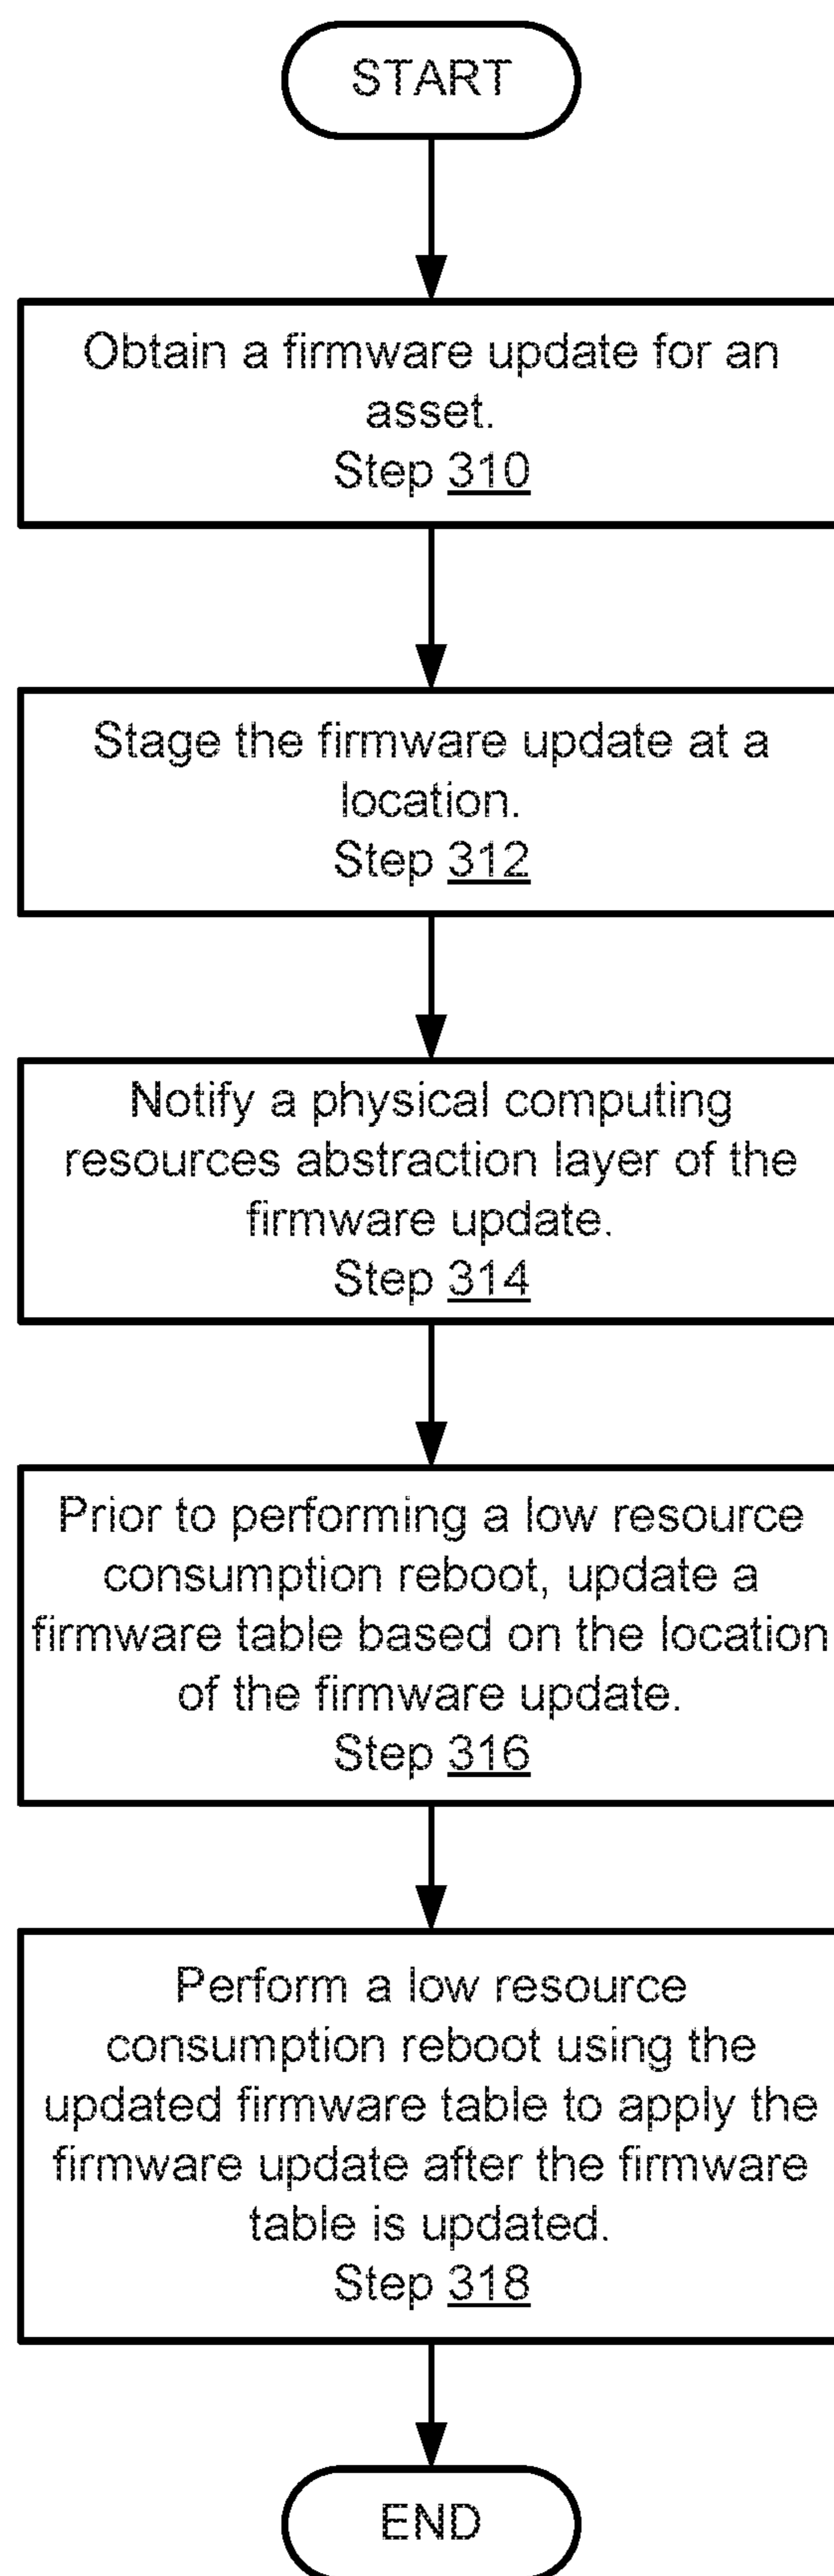 START
Obtain a firmware update for an
asset.
Step 310
Stage the firmware update at a
location.
Step 312
Notify a physical computing
resources abstraction layer of the
firmware update.
Step 314
Prior to performing a low resource
consumption reboot, update a
firmware table based on the location
of the firmware update.
Step 316
Perform a low resource
consumption reboot using the
updated firmware table to apply the
firmware update after the firmware
table is updated.
Step 318
END